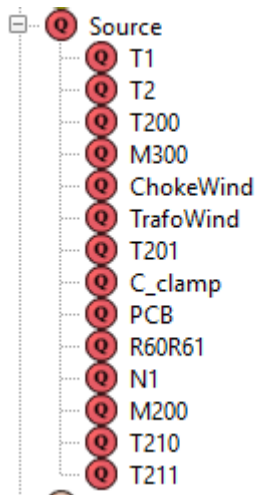 Q Source
Q T1
Q T2
Q T200
Q M300
Q ChokeWind
Q TrafoWind
Q T201
Q C_clamp
Q PCB
Q R60R61
Q N1
Q M200
Q T210
Q T211